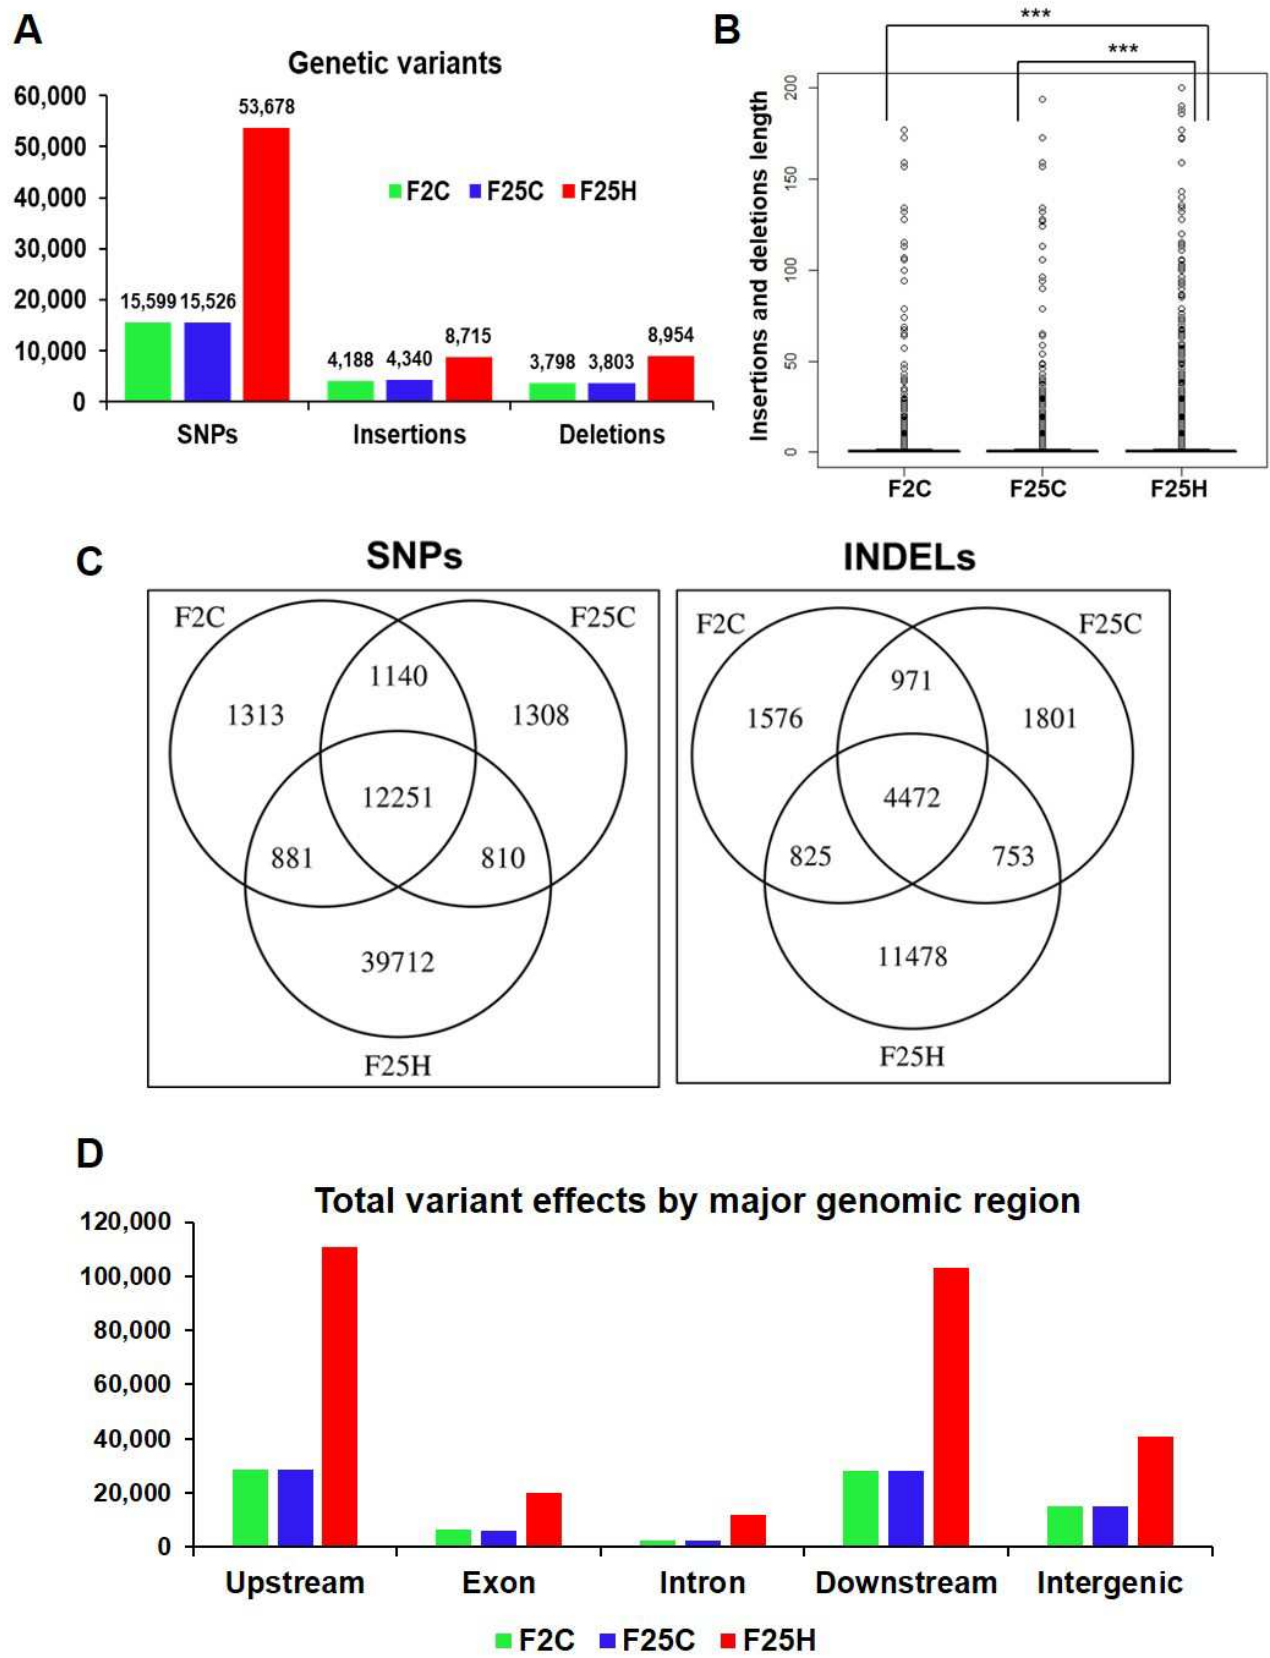 A
Genetic variants
60,000
50,000
40,000
30,000
20,000
10,000
0
53,678
F2C F25C F25H
15,599 15,526
4,188 4,340 8,715
3,798 3,803 8,954
SNPs Insertions Deletions
B
***
***
Insertions and deletions length
200
150
100
50
0
F2C F25C F25H
C
SNPs
F2C F25C
1140
1313 1308
12251
881 810
39712
F25H
INDELs
F2C F25C
971
1576 1801
4472
825 753
11478
F25H
D
Total variant effects by major genomic region
120,000
100,000
80,000
60,000
40,000
20,000
0
Upstream Exon Intron Downstream Intergenic
F2C F25C F25H